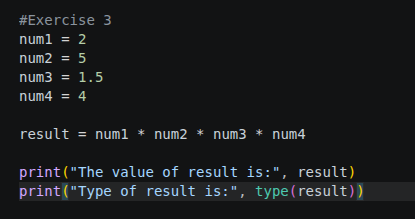 #Exercise 3
num1 = 2
num2 = 5
num3 = 1.5
num4 = 4
result = num1 * num2 * num3 * num4
print("The value of result is:", result)
print("Type of result is:", type(result))